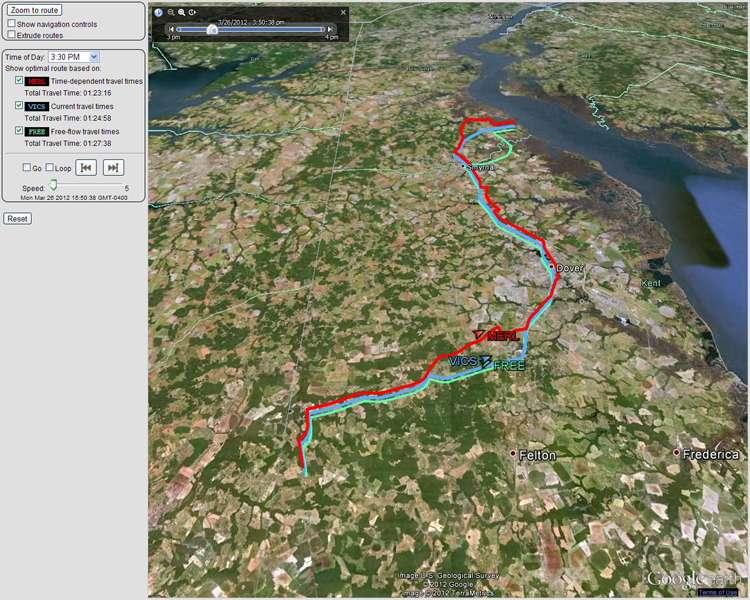 Zoom to route
Show navigation controls
Extrude routes
Time of Day: 3:30 PM
Show optimal route based on:
MERL Time-dependent travel times
Total Travel Time: 01:23:16
VICS Current travel times
Total Travel Time: 01:24:58
FREE Free-flow travel times
Total Travel Time: 01:27:38
Go Loop
Speed: 5
Mon Mar 26 2012 15:50:38 GMT-0400
Reset
3/26/2012 3:50:38 pm
3 pm 4 pm
Smyrna
Dover
Kent
MERL
VICS
FREE
Felton
Frederica
Image U.S. Geological Survey
© 2012 Google
Image © 2012 TerraMetrics
Google earth
Terms of Use